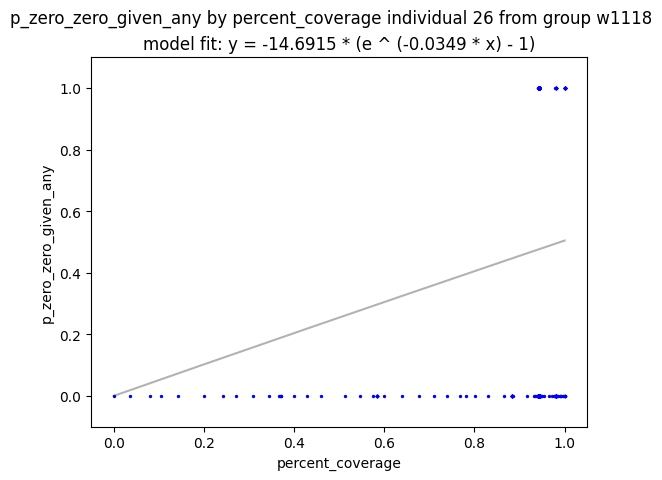 p_zero_zero_given_any by percent_coverage individual 26 from group w1118
model fit: y = -14.6915 * (e ^ (-0.0349 * x) - 1)
1.0
0.8
0.6
0.4
0.2
0.0
p_zero_zero_given_any
0.0 0.2 0.4 0.6 0.8 1.0
percent_coverage